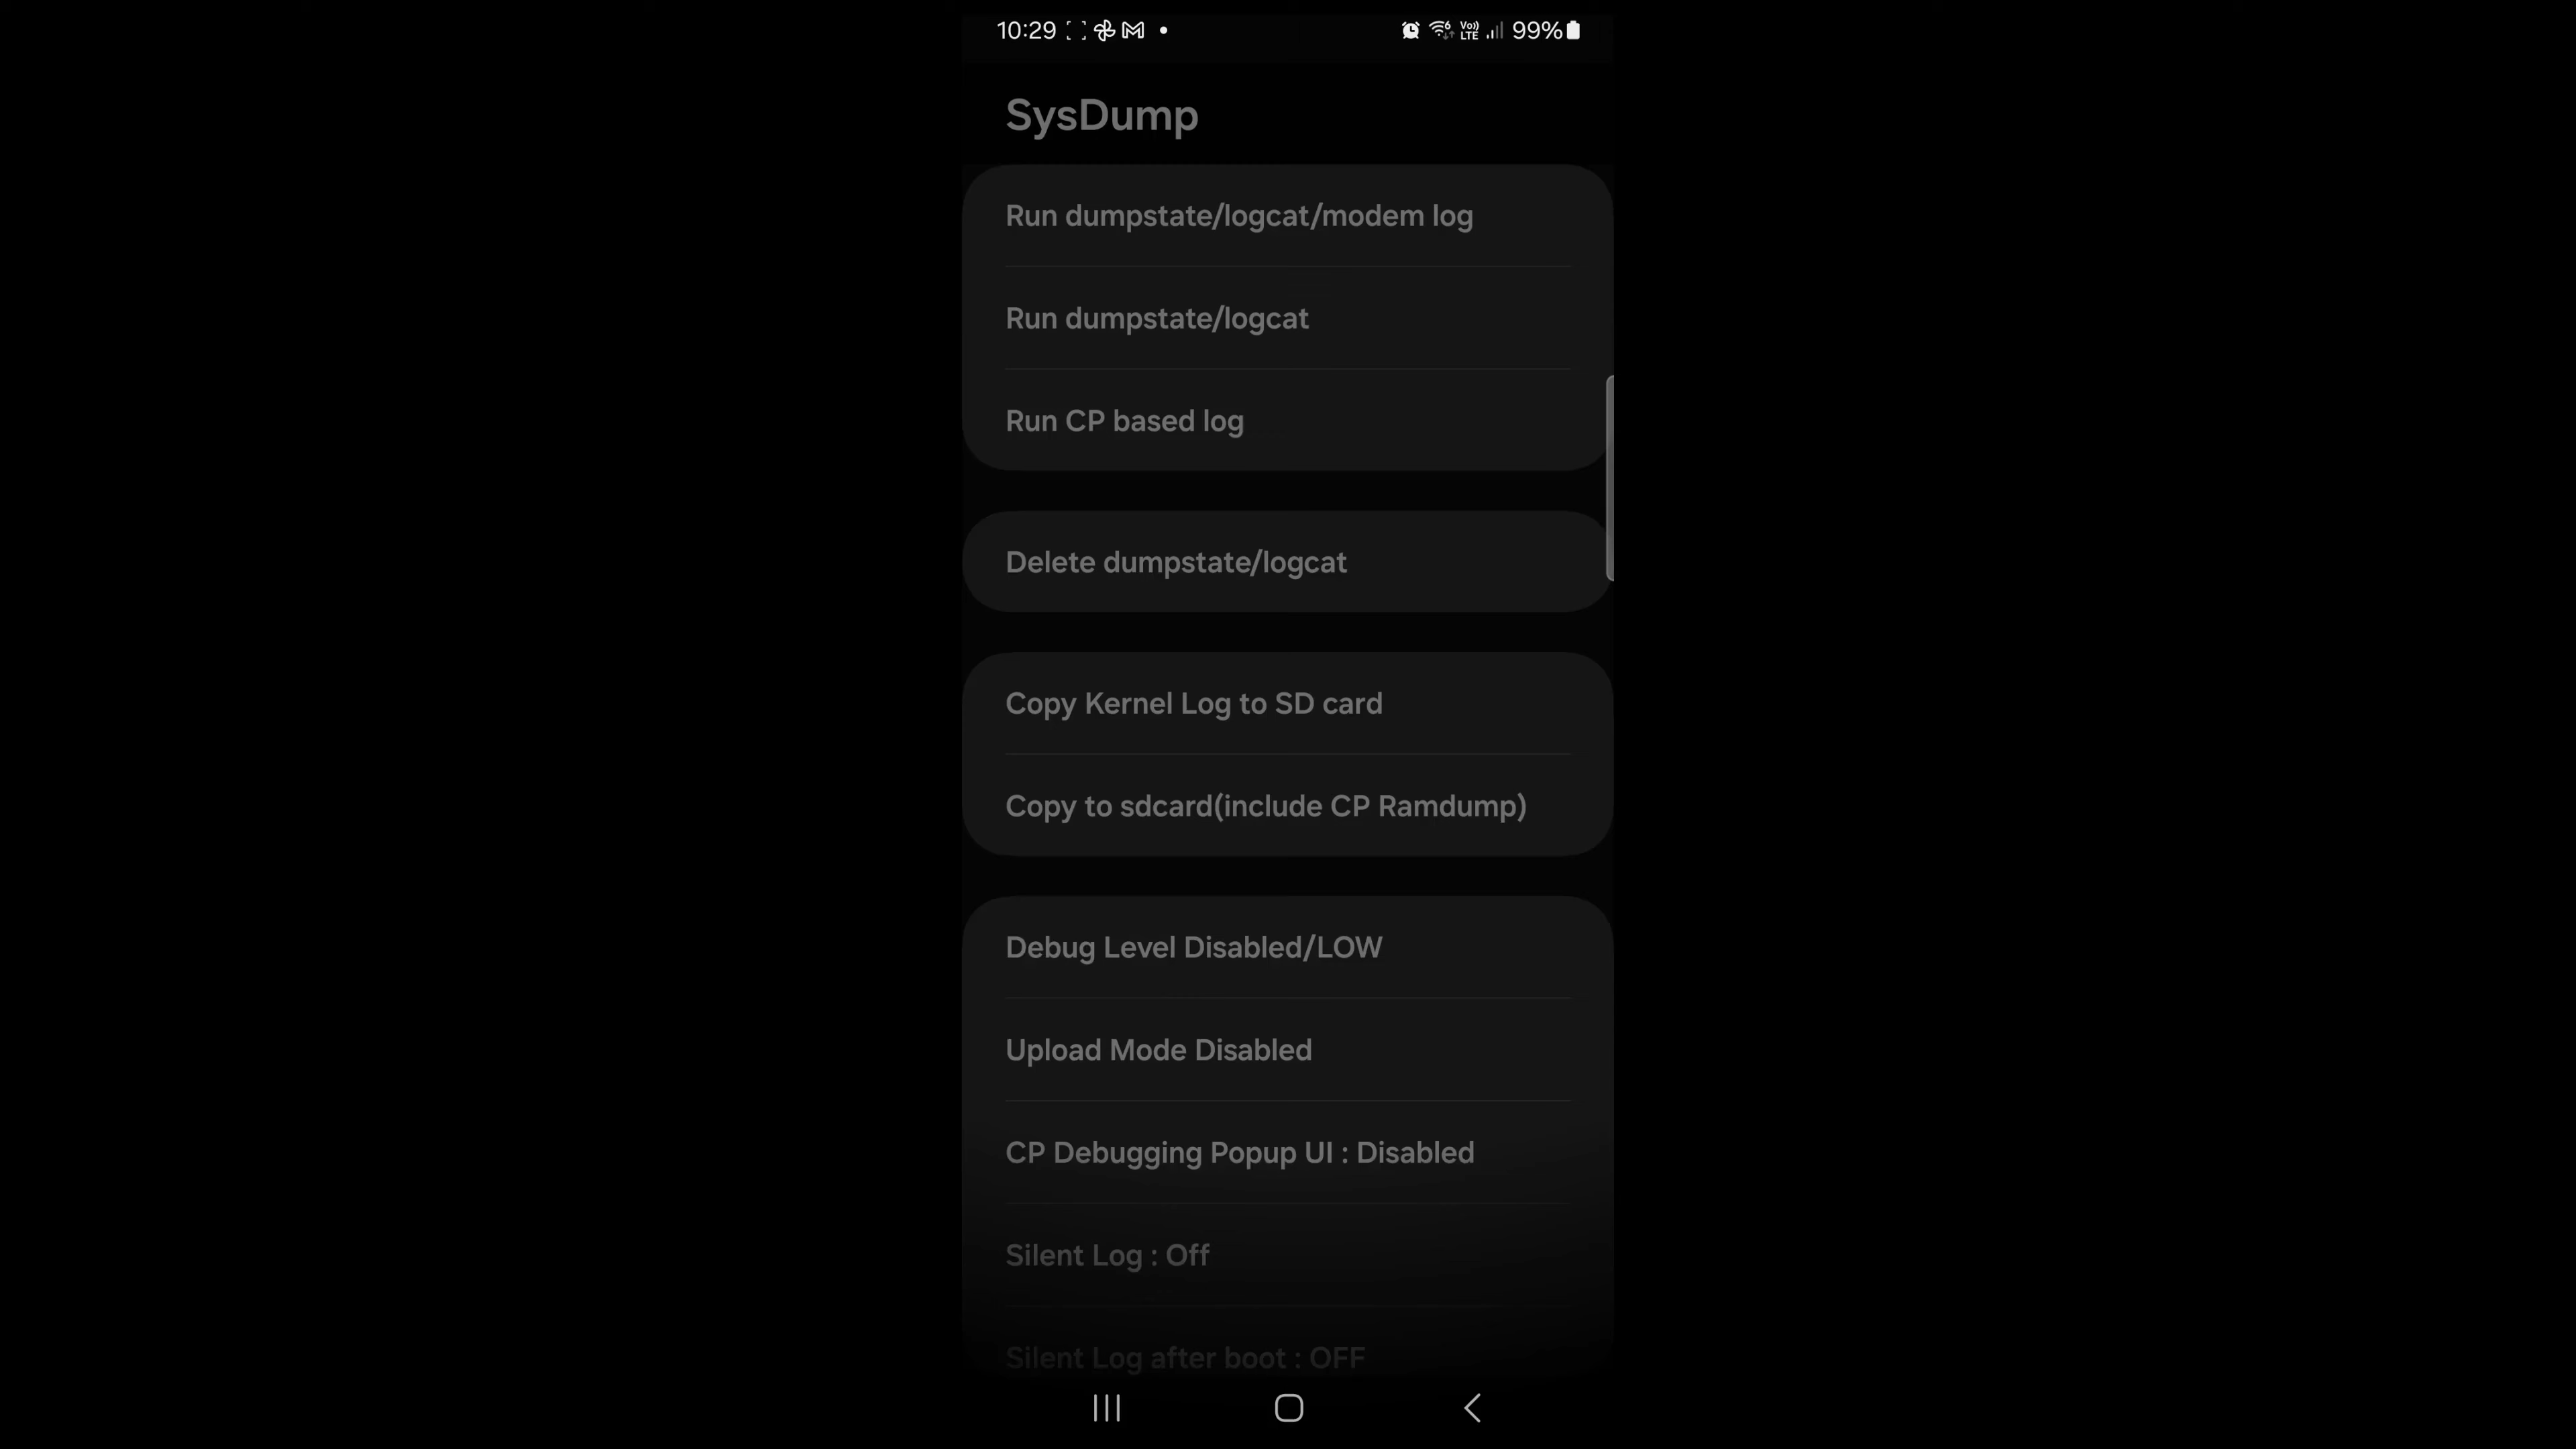 10:29 Vo)) LTE 99%
SysDump
Run dumpstate/logcat/modem log
Run dumpstate/logcat
Run CP based log
Delete dumpstate/logcat
Copy Kernel Log to SD card
Copy to sdcard(include CP Ramdump)
Debug Level Disabled/LOW
Upload Mode Disabled
CP Debugging Popup UI : Disabled
Silent Log : Off
Silent Log after boot : OFF